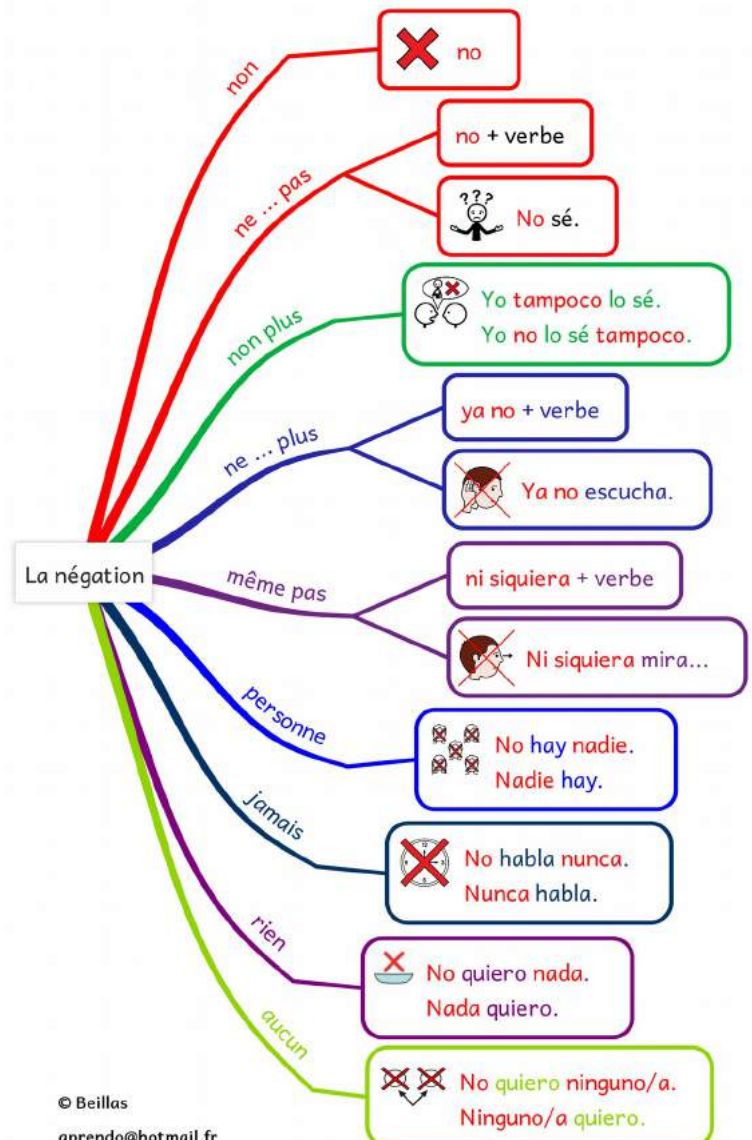 non
no
ne ... pas
no + verbe
???
No sé.
non plus
Yo tampoco lo sé.
Yo no lo sé tampoco.
ne ... plus
ya no + verbe
Ya no escucha.
La négation
même pas
ni siquiera + verbe
Ni siquiera mira...
personne
No hay nadie.
Nadie hay.
jamais
No habla nunca.
Nunca habla.
rien
No quiero nada.
Nada quiero.
aucun
No quiero ninguno/a.
Ninguno/a quiero.
© Beillas
aprendo@hotmail.fr